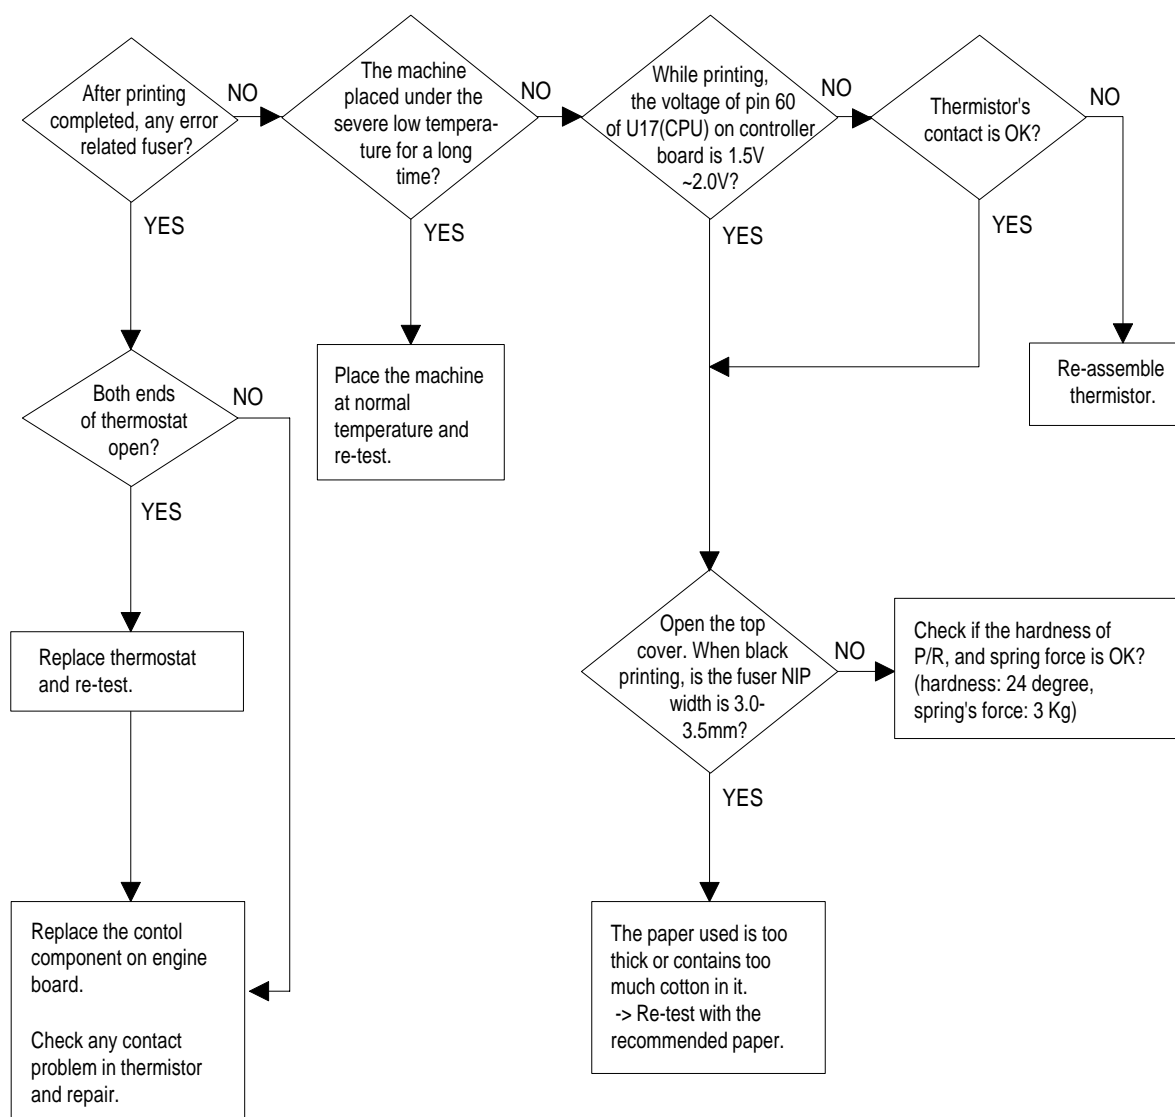 After printing
completed, any error
related fuser?
NO
The machine
placed under the
severe low tempera-
ture for a long
time?
NO
While printing,
the voltage of pin 60
of U17(CPU) on controller
board is 1.5V
~2.0V?
NO
Thermistor's
contact is OK?
NO
YES
YES
YES
YES
Both ends
of thermostat
open?
NO
Place the machine
at normal
temperature and
re-test.
Re-assemble
thermistor.
YES
Replace thermostat
and re-test.
Open the top
cover. When black
printing, is the fuser NIP
width is 3.0-
3.5mm?
NO
Check if the hardness of
P/R, and spring force is OK?
(hardness: 24 degree,
spring's force: 3 Kg)
YES
Replace the contol
component on engine
board.
Check any contact
problem in thermistor
and repair.
The paper used is too
thick or contains too
much cotton in it.
-> Re-test with the
recommended paper.